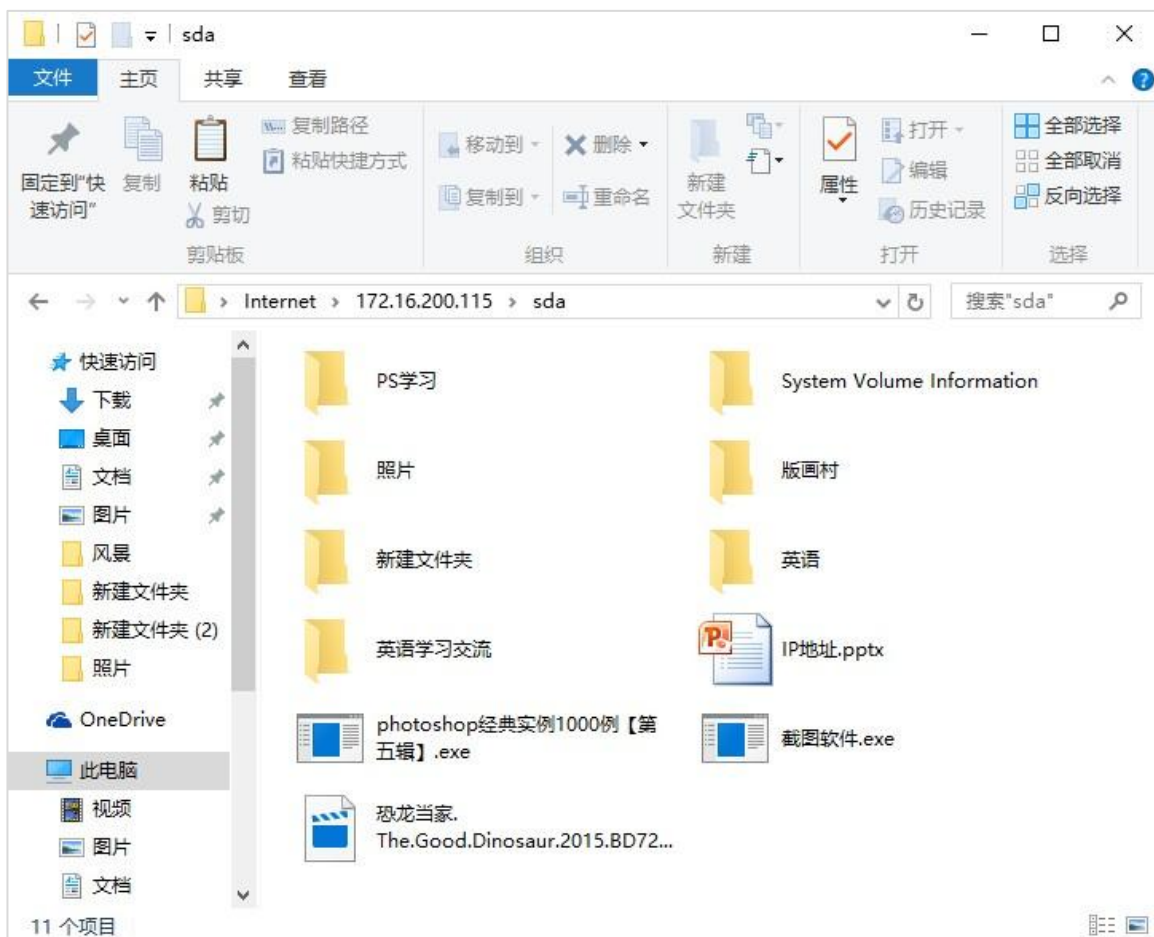 sda
文件 主页 共享 查看
固定到"快速访问"
复制
粘贴
剪切
复制路径
粘贴快捷方式
剪贴板
移动到
复制到
删除
重命名
组织
新建
文件夹
新建
属性
打开
编辑
历史记录
打开
全部选择
全部取消
反向选择
选择
Internet 172.16.200.115 sda
搜索"sda"
快速访问
下载
桌面
文档
图片
风景
新建文件夹
新建文件夹 (2)
照片
OneDrive
此电脑
视频
图片
文档
PS学习
System Volume Information
照片
版画村
新建文件夹
英语
英语学习交流
IP地址.pptx
photoshop经典实例1000例【第
五辑】.exe
截图软件.exe
恐龙当家.
The.Good.Dinosaur.2015.BD72...
11 个项目